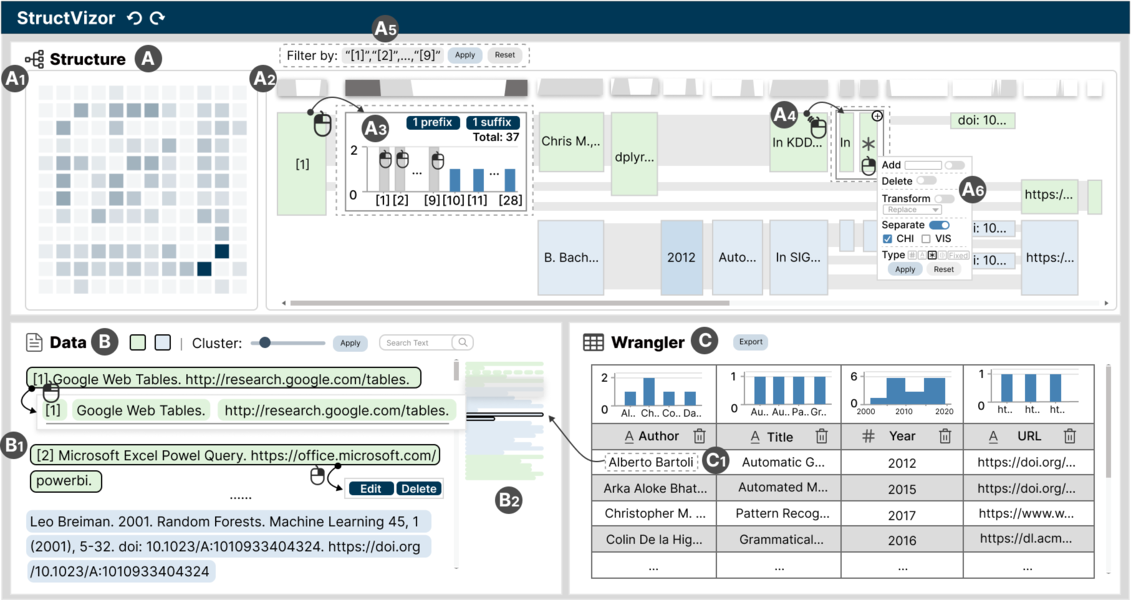 StructVizor
A5
Structure A
Filter by: "[1]","[2]",...,"[9]" Apply Reset
A1
A2
A3
1 prefix 1 suffix
Total: 37
2
0
... ...
[1] [2] [9] [10] [11] [28]
[1]
Chris M.,..
dplyr...
A4
In KDD...
In
*
doi: 10...
Add
Delete
Transform
Replace
Separate
CHI VIS
Type # A * Fixed
Apply Reset
A6
https:/...
B. Bach...
2012
Auto...
In SIG...
i: 10...
i: 10...
https:/...
Data B
Cluster:
Apply
Search Text
[1] Google Web Tables. http://research.google.com/tables.
[1] Google Web Tables. http://research.google.com/tables.
B1
[2] Microsoft Excel Powel Query. https://office.microsoft.com/
powerbi.
Edit Delete
......
B2
Leo Breiman. 2001. Random Forests. Machine Learning 45, 1
(2001), 5-32. doi: 10.1023/A:1010933404324. https://doi.org
/10.1023/A:1010933404324
Wrangler C
Export
2
0
Al.. Ch.. Co.. Da..
1
0
Au.. Au.. Pa.. Gr..
6
0
2000 2010 2020
1
0
ht.. ht.. ht..
A Author A Title # Year A URL
C1
Alberto Bartoli Automatic G... 2012 https://doi.org/...
Arka Aloke Bhat... Automated M... 2015 https://doi.org/...
Christopher M. ... Pattern Recog... 2017 https://www.w...
Colin De la Hig... Grammatical... 2016 https://dl.acm...
... ... ... ...